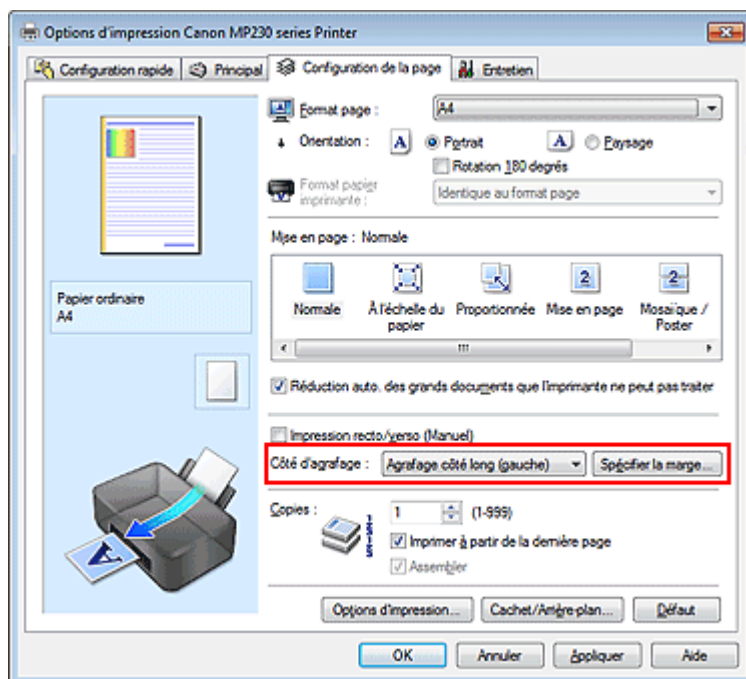 Options d'impression Canon MP230 series Printer
Configuration rapide Principal Configuration de la page Entretien
Format page : A4
Orientation : A Portrait A Paysage
Rotation 180 degrés
Format papier imprimante : Identique au format page
Mise en page : Normale
Normale À l'échelle du papier Proportionnée Mise en page Mosaïque / Poster
Papier ordinaire
A4
Réduction auto. des grands documents que l'imprimante ne peut pas traiter
Impression recto/verso (Manuel)
Côté d'agrafage : Agrafage côté long (gauche) Spécifier la marge...
Copies : 1 (1-999)
Imprimer à partir de la dernière page
Assembler
Options d'impression... Cachet/Arrière-plan... Défaut
OK Annuler Appliquer Aide